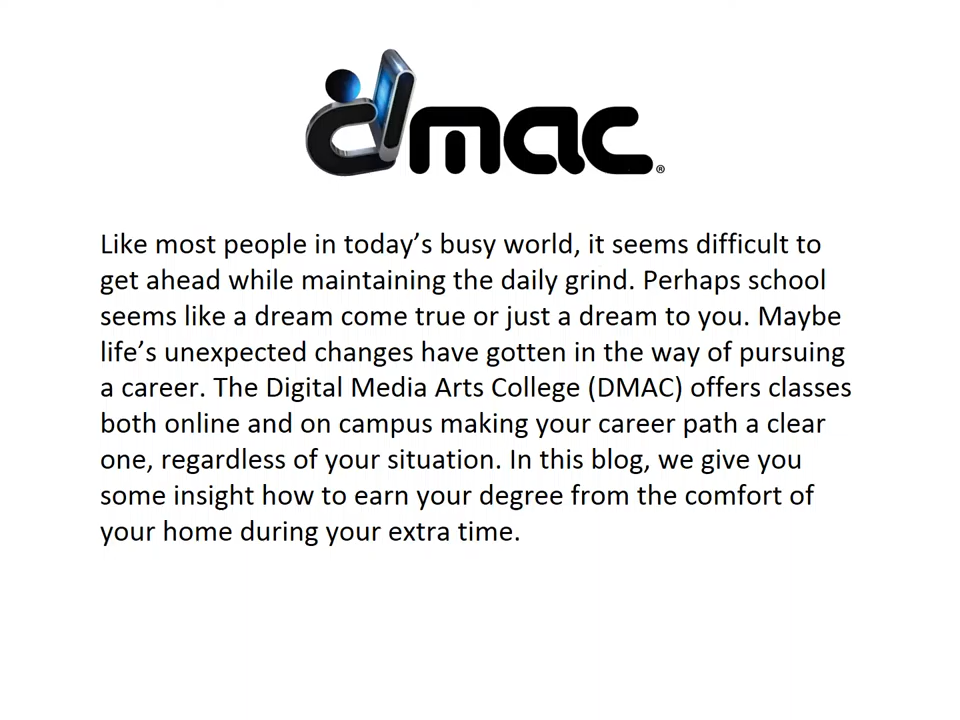 dmac®
Like most people in today’s busy world, it seems difficult to
get ahead while maintaining the daily grind. Perhaps school
seems like a dream come true or just a dream to you. Maybe
life’s unexpected changes have gotten in the way of pursuing
a career. The Digital Media Arts College (DMAC) offers classes
both online and on campus making your career path a clear
one, regardless of your situation. In this blog, we give you
some insight how to earn your degree from the comfort of
your home during your extra time.